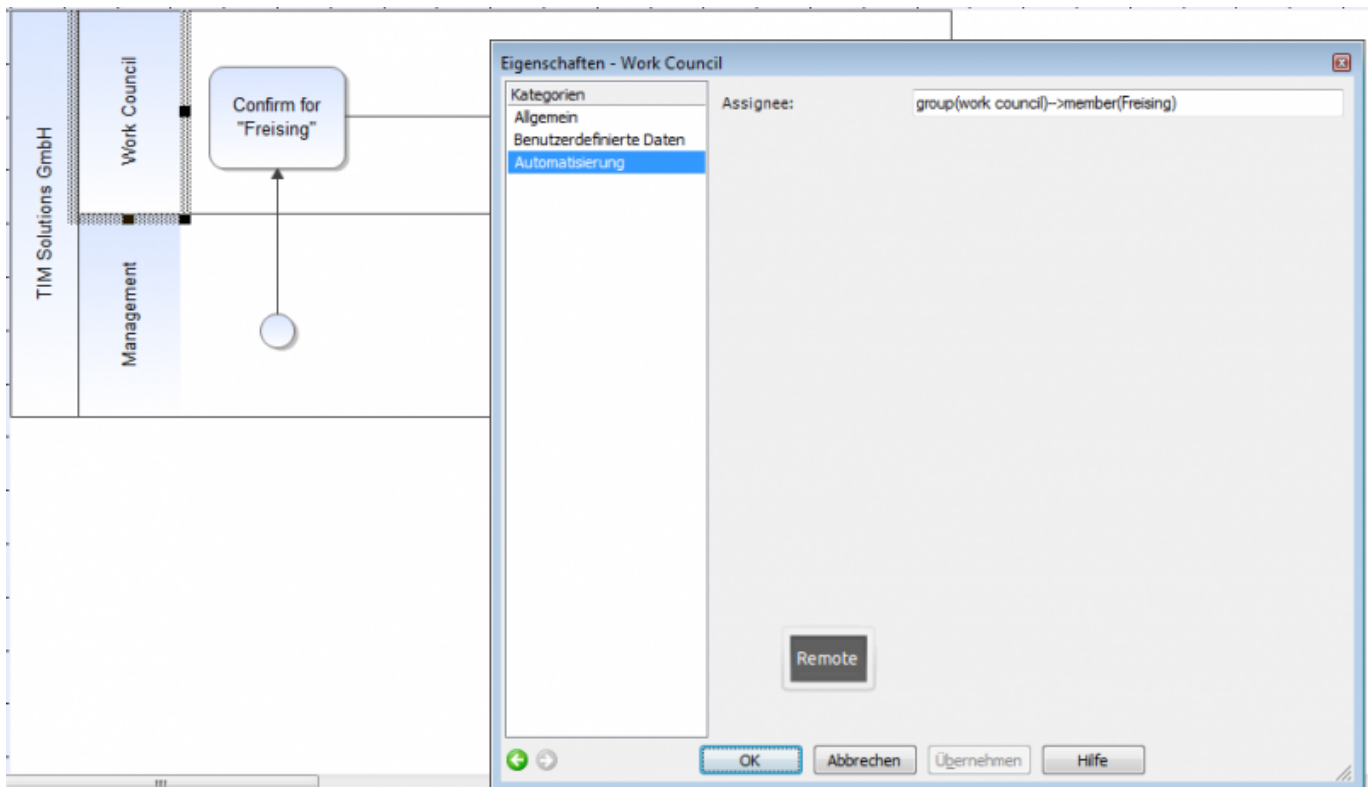 TIM Solutions GmbH
Work Council
Management
Confirm for
"Freising"
Eigenschaften - Work Council
Kategorien
Allgemein
Benutzerdefinierte Daten
Automatisierung
Assignee:
group(work council)-->member(Freising)
Remote
OK
Abbrechen
Übernehmen
Hilfe